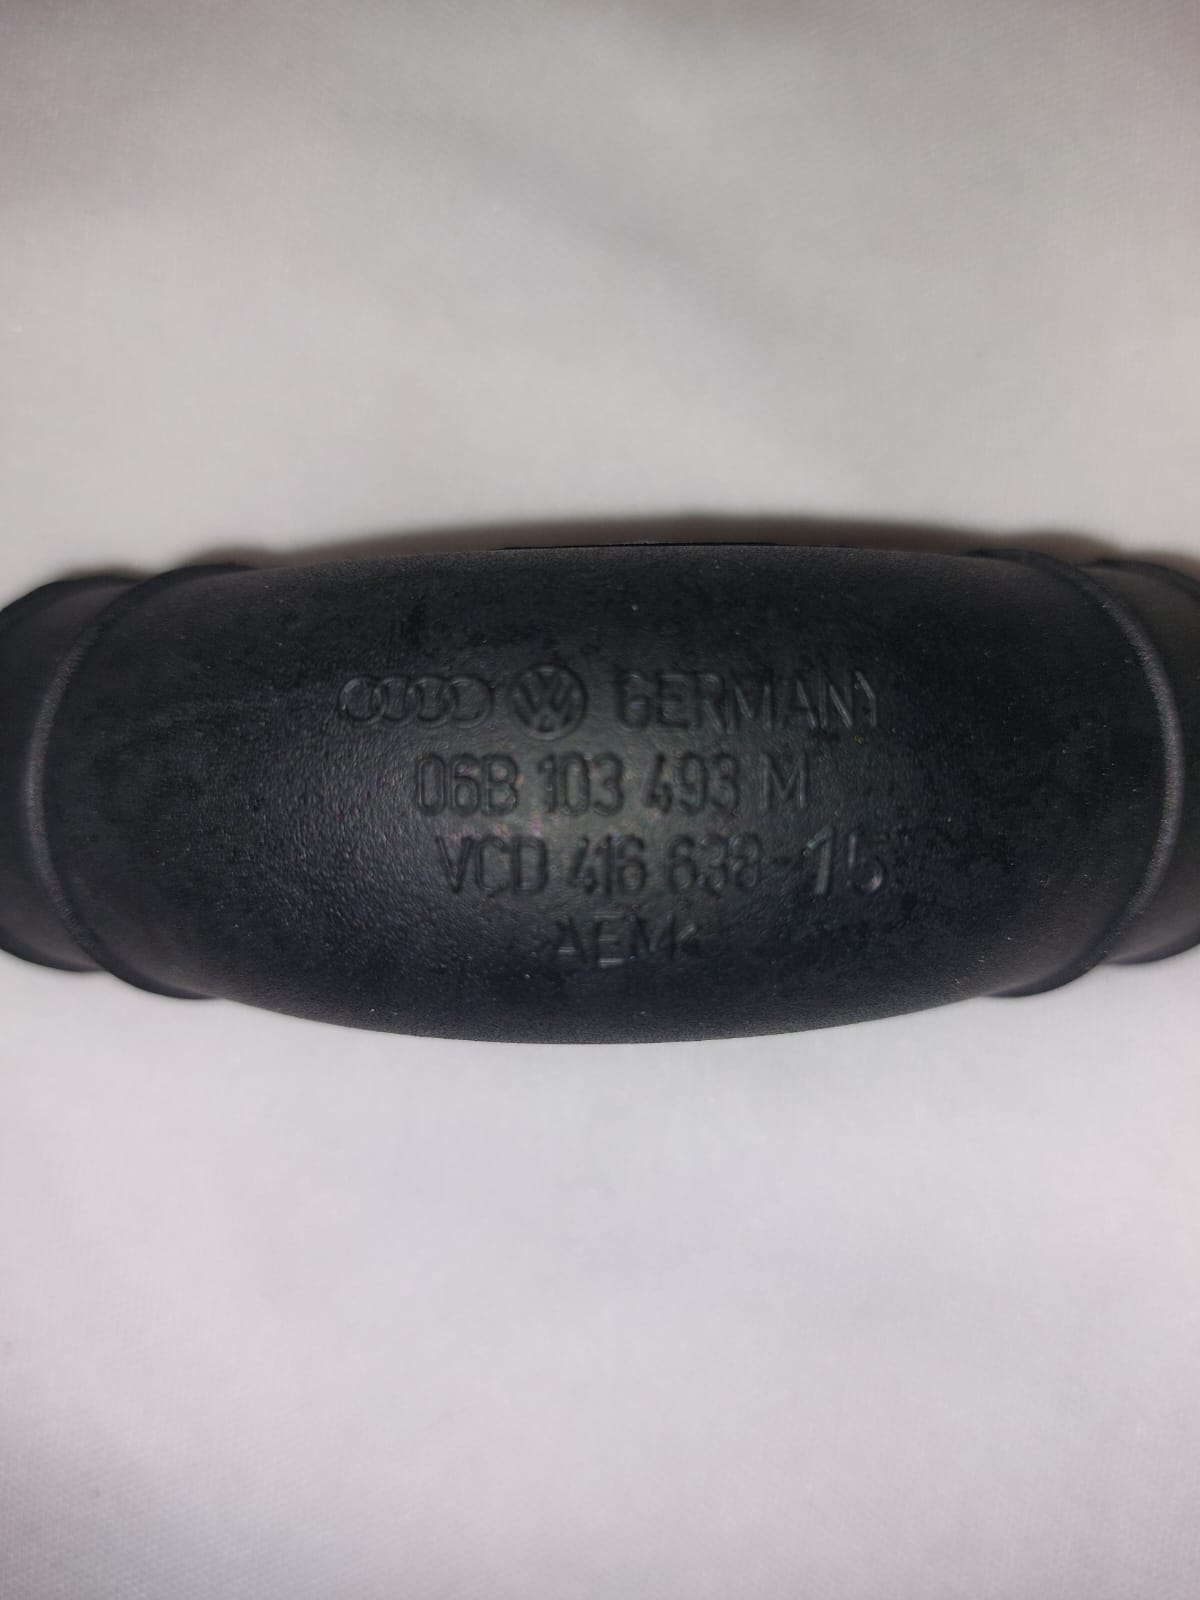 GERMANY
06B 103 493 M
VCD 416 638-15
>AEM<